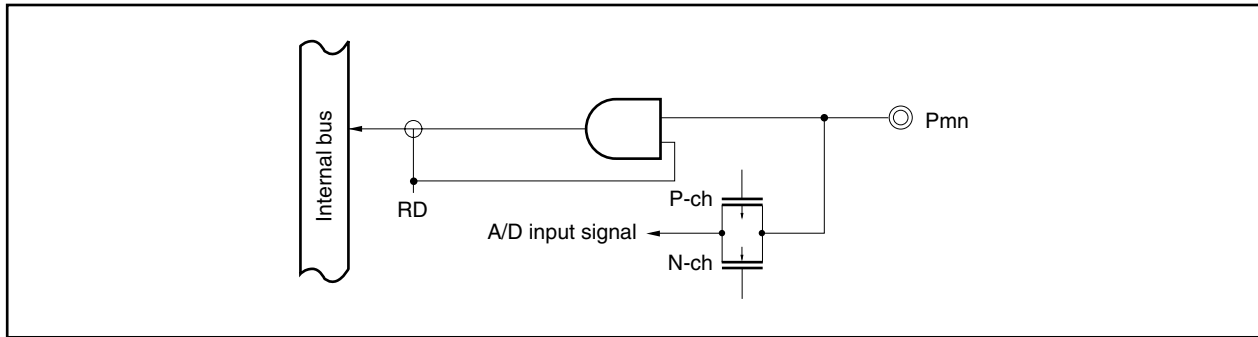 Internal bus
RD
Pmn
P-ch
A/D input signal
N-ch